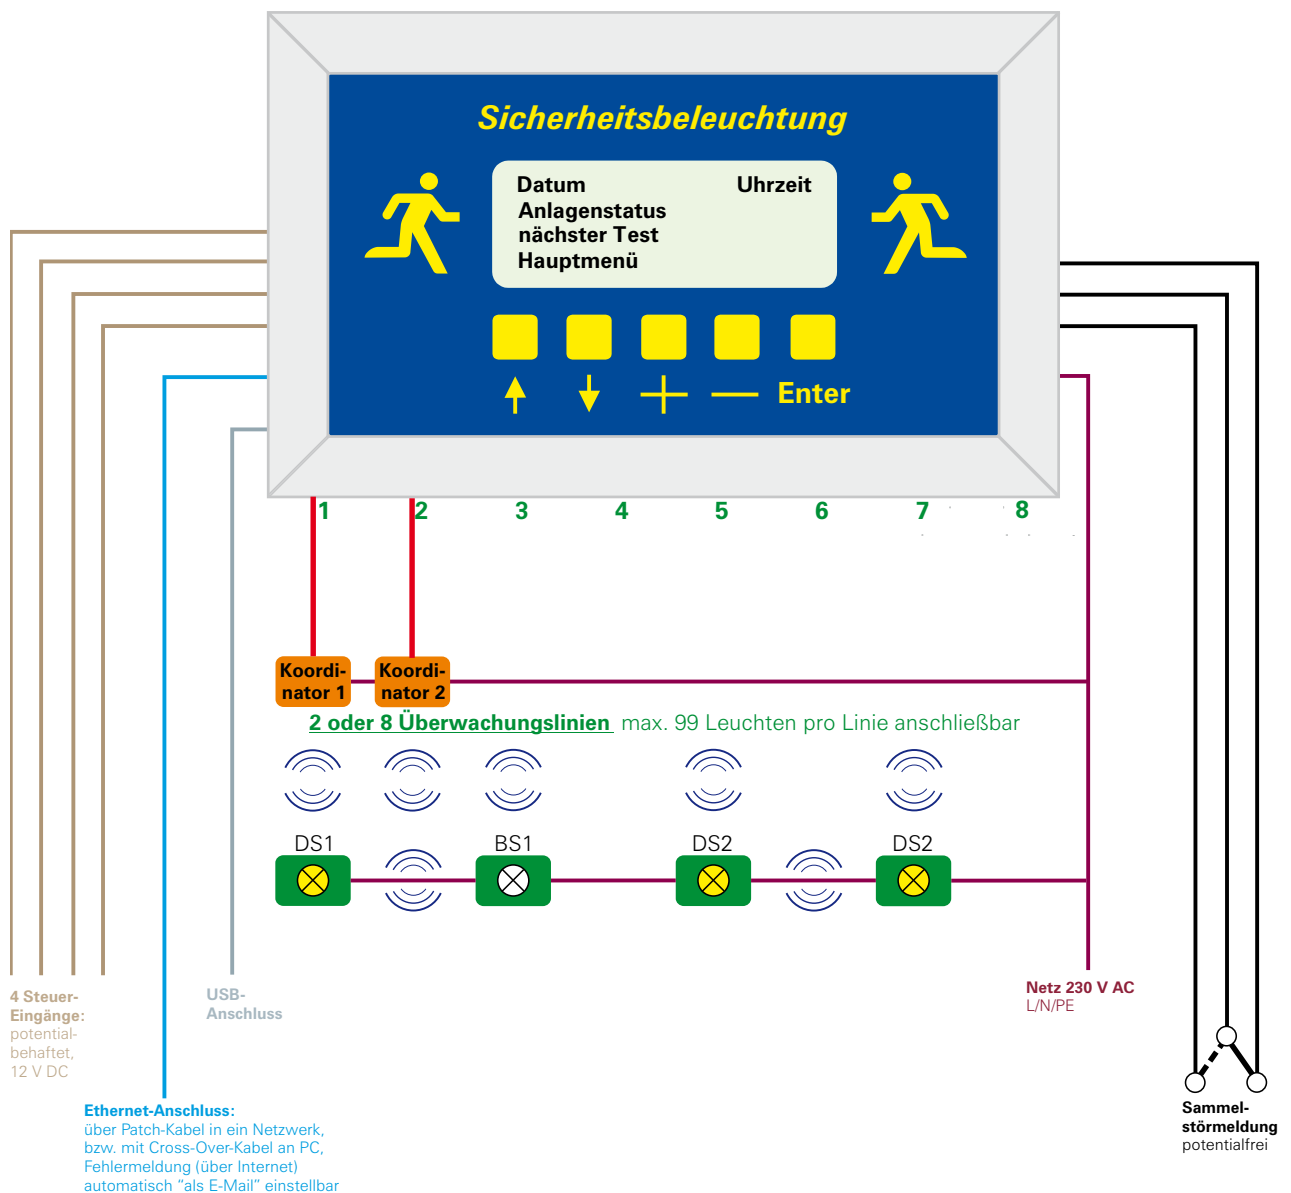 Sicherheitsbeleuchtung
Datum Uhrzeit
Anlagenstatus
nächster Test
Hauptmenü
Enter
1 2 3 4 5 6 7 8
Koordi-
nator 1
Koordi-
nator 2
2 oder 8 Überwachungslinien max. 99 Leuchten pro Linie anschließbar
DS1 BS1 DS2 DS2
4 Steuer-
Eingänge:
potential-
behaftet,
12 V DC
USB-
Anschluss
Netz 230 V AC
L/N/PE
Ethernet-Anschluss:
über Patch-Kabel in ein Netzwerk,
bzw. mit Cross-Over-Kabel an PC,
Fehlermeldung (über Internet)
automatisch "als E-Mail" einstellbar
Sammel-
störmeldung
potentialfrei